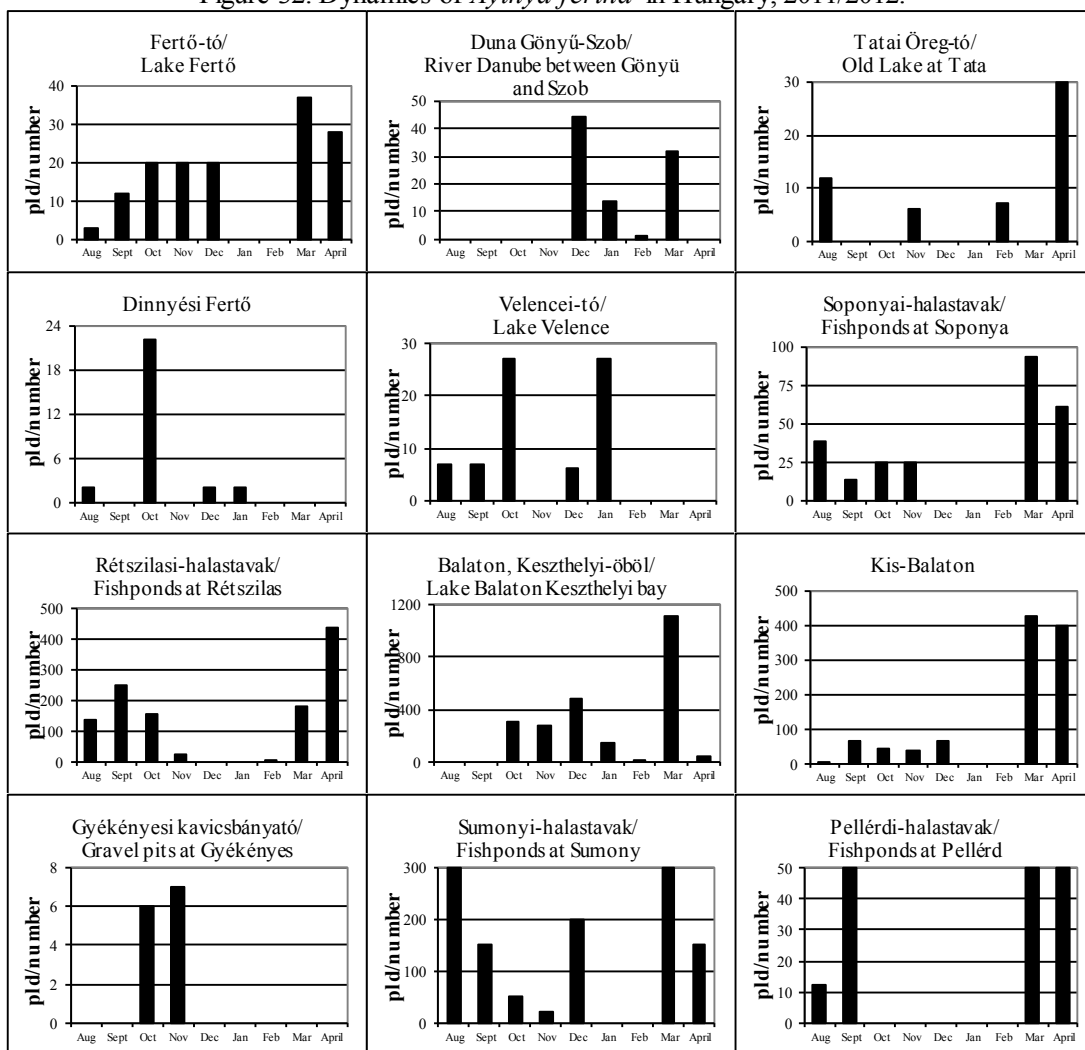 Figure 32. Dynamics of Aythya ferina in Hungary, 2011/2012.
Fertő-tó/
Lake Fertő
pld/number
40
30
20
10
0
Aug Sept Oct Nov Dec Jan Feb Mar April
Duna Gönyű-Szob/
River Danube between Gönyü
and Szob
pld/number
50
40
30
20
10
0
Aug Sept Oct Nov Dec Jan Feb Mar April
Tatai Öreg-tó/
Old Lake at Tata
pld/number
30
20
10
0
Aug Sept Oct Nov Dec Jan Feb Mar April
Dinnyési Fertő
pld/number
24
18
12
6
0
Aug Sept Oct Nov Dec Jan Feb Mar April
Velencei-tó/
Lake Velence
pld/number
30
20
10
0
Aug Sept Oct Nov Dec Jan Feb Mar April
Soponyai-halastavak/
Fishponds at Soponya
pld/number
100
75
50
25
0
Aug Sept Oct Nov Dec Jan Feb Mar April
Rétszilasi-halastavak/
Fishponds at Rétszilas
pld/number
500
400
300
200
100
0
Aug Sept Oct Nov Dec Jan Feb Mar April
Balaton, Keszthelyi-öböl/
Lake Balaton Keszthelyi bay
pld/number
1200
800
400
0
Aug Sept Oct Nov Dec Jan Feb Mar April
Kis-Balaton
pld/number
500
400
300
200
100
0
Aug Sept Oct Nov Dec Jan Feb Mar April
Gyékényesi kavicsbányató/
Gravel pits at Gyékényes
pld/number
8
6
4
2
0
Aug Sept Oct Nov Dec Jan Feb Mar April
Sumonyi-halastavak/
Fishponds at Sumony
pld/number
300
200
100
0
Aug Sept Oct Nov Dec Jan Feb Mar April
Pellérdi-halastavak/
Fishponds at Pellérd
pld/number
50
40
30
20
10
0
Aug Sept Oct Nov Dec Jan Feb Mar April